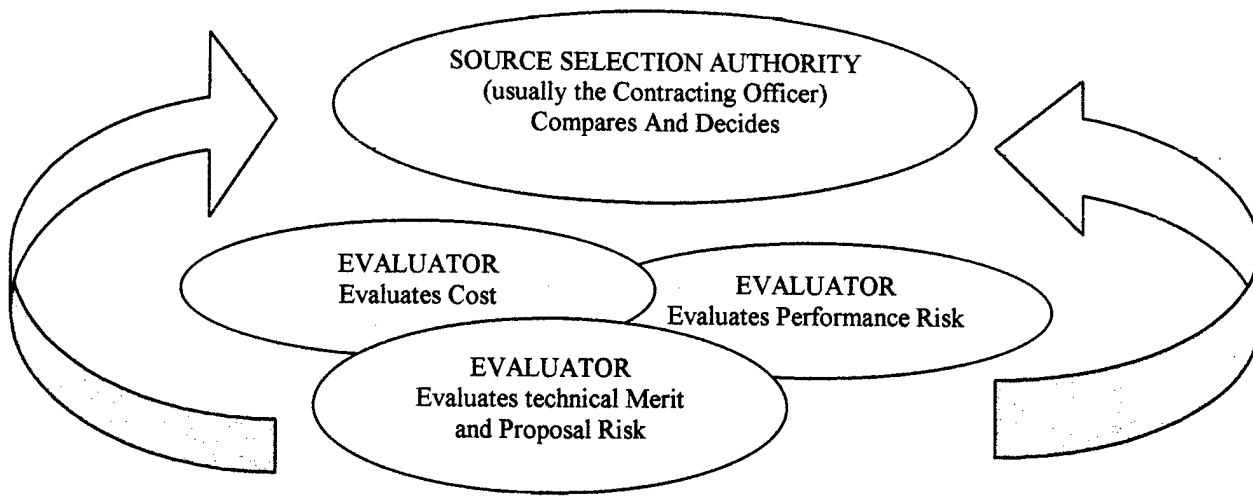 SOURCE SELECTION AUTHORITY
(usually the Contracting Officer)
Compares And Decides
EVALUATOR
Evaluates Cost
EVALUATOR
Evaluates Performance Risk
EVALUATOR
Evaluates technical Merit
and Proposal Risk